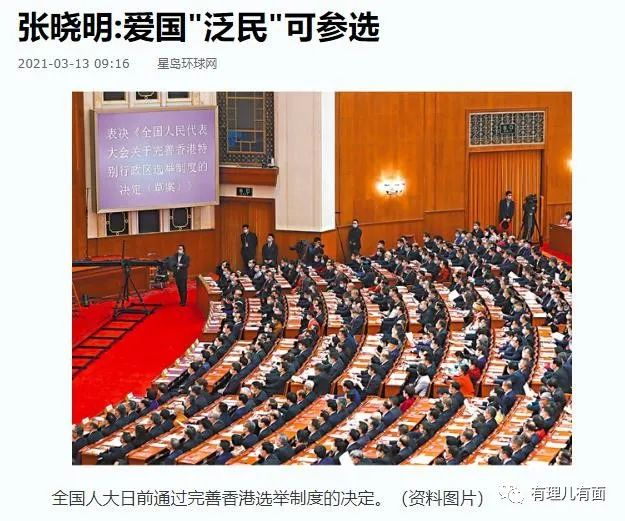 张晓明:爱国"泛民"可参选
2021-03-13 09:16 星岛环球网
表决《全国人民代表
大会关于完善香港特
别行政区选举制度的
决定（草案）》
全国人大日前通过完善香港选举制度的决定。（资料图片）
有理儿有面